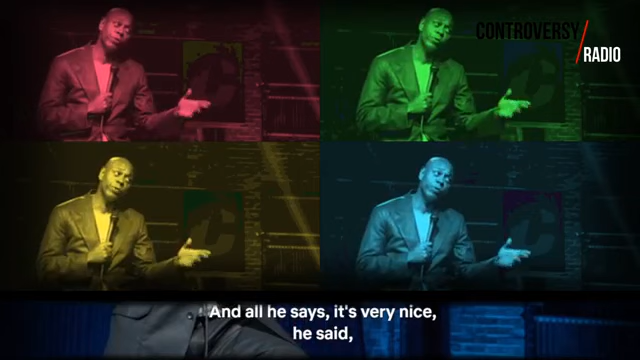 CONTROVERSY
RADIO
And all he says, it's very nice,
he said,